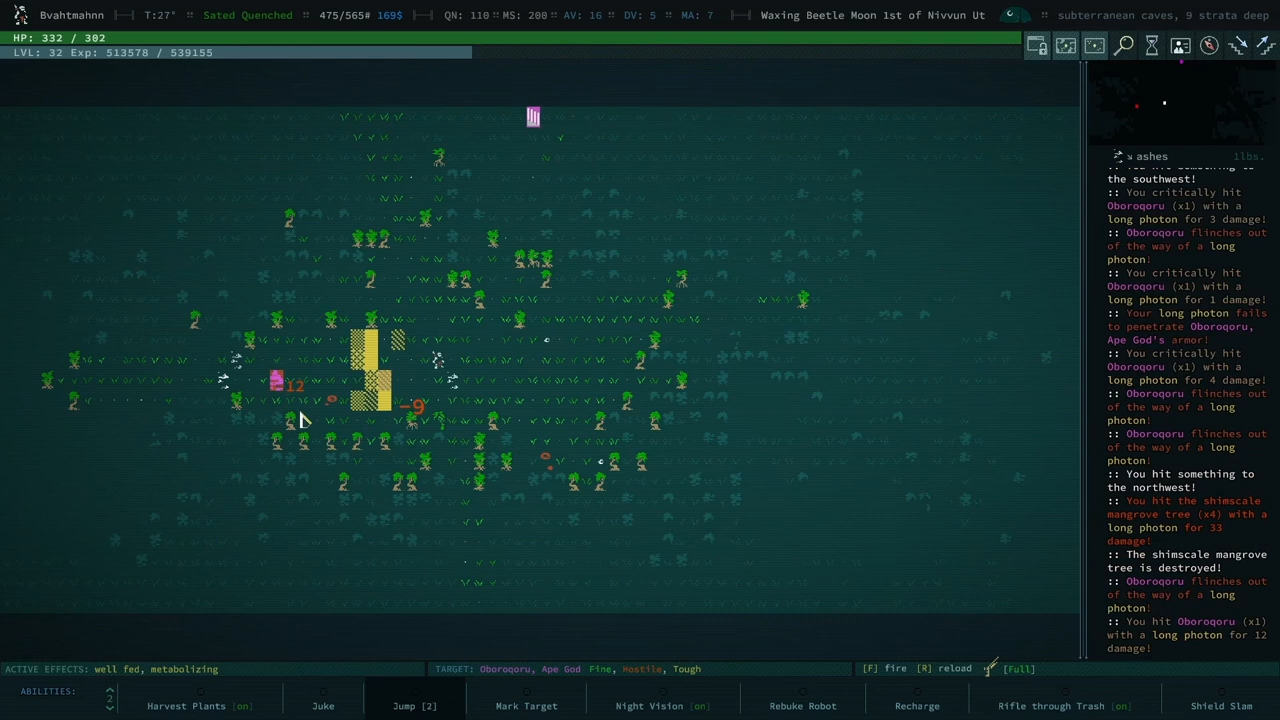 Bvahtmahnn T:27° Sated Quenched 475/565# 169$ QN: 110 MS: 200 AV: 16 DV: 5 MA: 7 Waxing Beetle Moon 1st of Nivvun Ut subterranean caves, 9 strata deep
HP: 332 / 302
LVL: 32 Exp: 513578 / 539155
ashes 1lbs.
the southwest!
:: You critically hit
Oboroqoru (x1) with a
long photon for 3 damage!
:: Oboroqoru flinches out
of the way of a long
photon!
:: You critically hit
Oboroqoru (x1) with a
long photon for 1 damage!
:: Your long photon fails
to penetrate Oboroqoru,
Ape God's armor!
:: You critically hit
Oboroqoru (x1) with a
long photon for 4 damage!
:: Oboroqoru flinches out
of the way of a long
photon!
:: Oboroqoru flinches out
of the way of a long
photon!
:: You hit something to
the northwest!
:: You hit the shimscale
mangrove tree (x4) with a
long photon for 33
damage!
:: The shimscale mangrove
tree is destroyed!
:: Oboroqoru flinches out
of the way of a long
photon!
:: You hit Oboroqoru (x1)
with a long photon for 12
damage!
12
-9
ACTIVE EFFECTS: well fed, metabolizing
TARGET: Oboroqoru, Ape God Fine, Hostile, Tough
[F] fire [R] reload [Full]
ABILITIES: 2 Harvest Plants [on] Juke Jump [2] Mark Target Night Vision [on] Rebuke Robot Recharge Rifle through Trash [on] Shield Slam